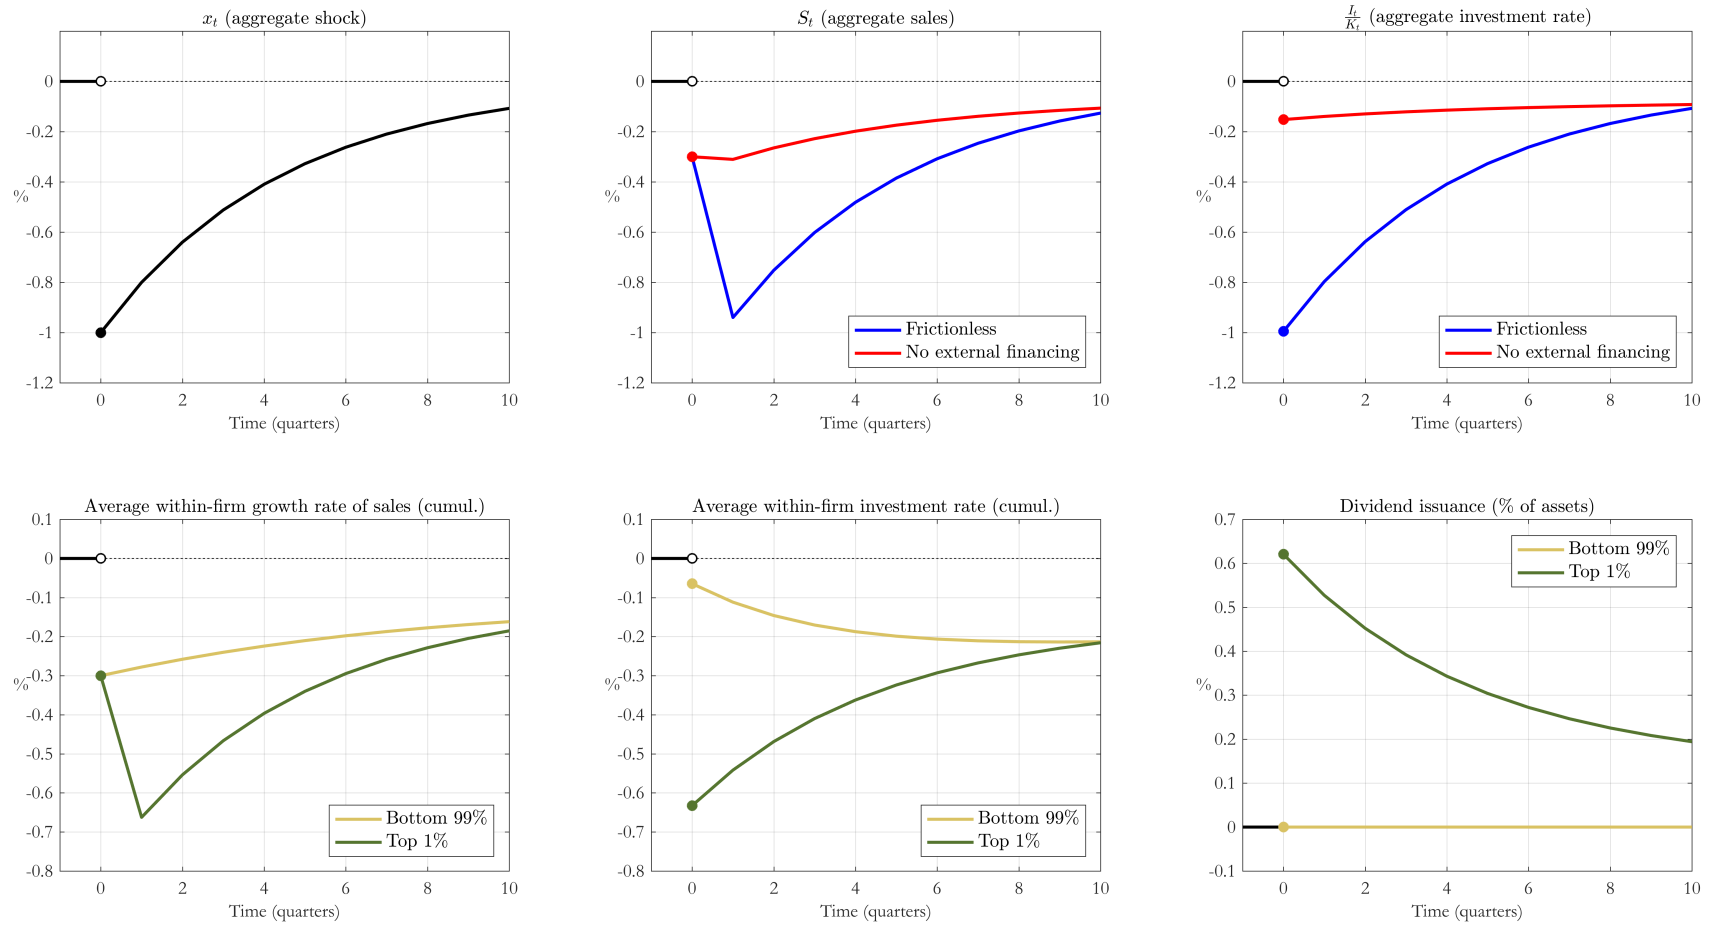 x_t (aggregate shock)
0
-0.2
-0.4
%
-0.6
-0.8
-1
-1.2
0 2 4 6 8 10
Time (quarters)
S_t (aggregate sales)
0
-0.2
-0.4
%
-0.6
-0.8
-1
-1.2
Frictionless
No external financing
0 2 4 6 8 10
Time (quarters)
I_t/K_t (aggregate investment rate)
0
-0.2
-0.4
%
-0.6
-0.8
-1
-1.2
Frictionless
No external financing
0 2 4 6 8 10
Time (quarters)
Average within-firm growth rate of sales (cumul.)
0.1
0
-0.1
-0.2
-0.3
%
-0.4
-0.5
-0.6
-0.7
-0.8
Bottom 99%
Top 1%
0 2 4 6 8 10
Time (quarters)
Average within-firm investment rate (cumul.)
0.1
0
-0.1
-0.2
-0.3
%
-0.4
-0.5
-0.6
-0.7
-0.8
Bottom 99%
Top 1%
0 2 4 6 8 10
Time (quarters)
Dividend issuance (% of assets)
0.7
0.6
0.5
0.4
0.3
%
0.2
0.1
0
-0.1
Bottom 99%
Top 1%
0 2 4 6 8 10
Time (quarters)